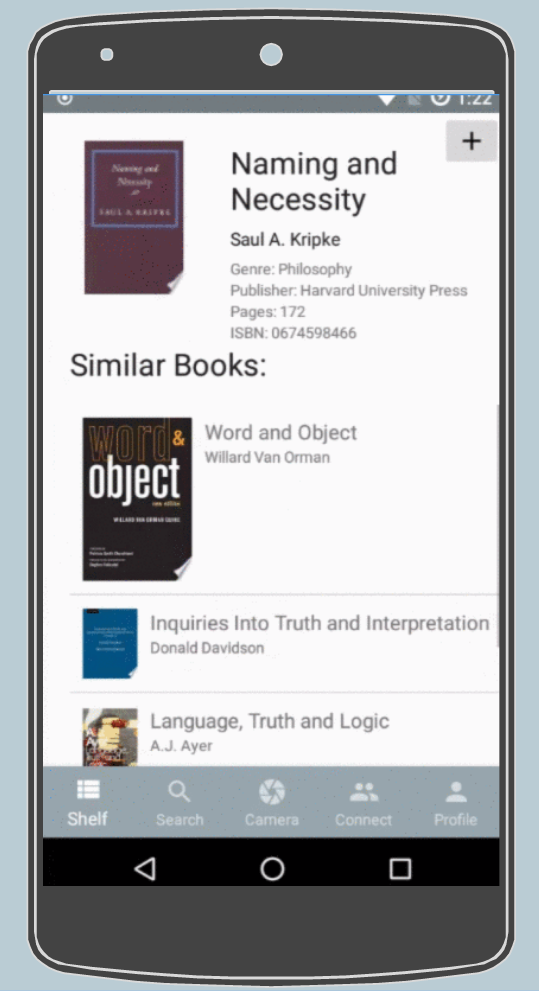 1:22
+
Naming and
Necessity
SAUL A. KRIPKE
Naming and
Necessity
Saul A. Kripke
Genre: Philosophy
Publisher: Harvard University Press
Pages: 172
ISBN: 0674598466
Similar Books:
word &
object
new edition
WILLARD VAN ORMAN QUINE
Word and Object
Willard Van Orman
Inquiries Into Truth and Interpretation
Donald Davidson
Language, Truth and Logic
A.J. Ayer
Shelf Search Camera Connect Profile